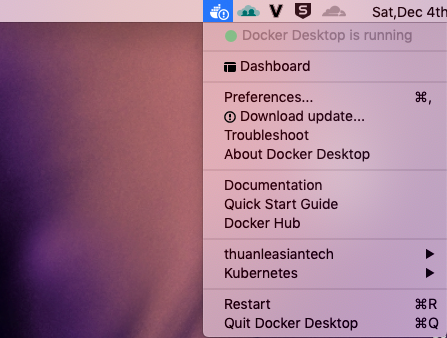 Sat,Dec 4th
Docker Desktop is running
Dashboard
Preferences... ⌘,
Download update...
Troubleshoot
About Docker Desktop
Documentation
Quick Start Guide
Docker Hub
thuanleasiantech
Kubernetes
Restart ⌘R
Quit Docker Desktop ⌘Q